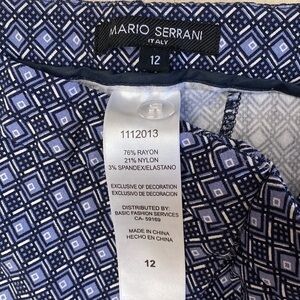 MARIO SERRANI
ITALY
12
1112013
76% RAYON
21% NYLON
3% SPANDEX/ELASTANO
EXCLUSIVE OF DECORATION
EXCLUSIVE OF DECORATION
DISTRIBUTED BY:
BASIC FASHION SERVICES
CA- 59169
MADE IN CHINA
HECHO EN CHINA
12